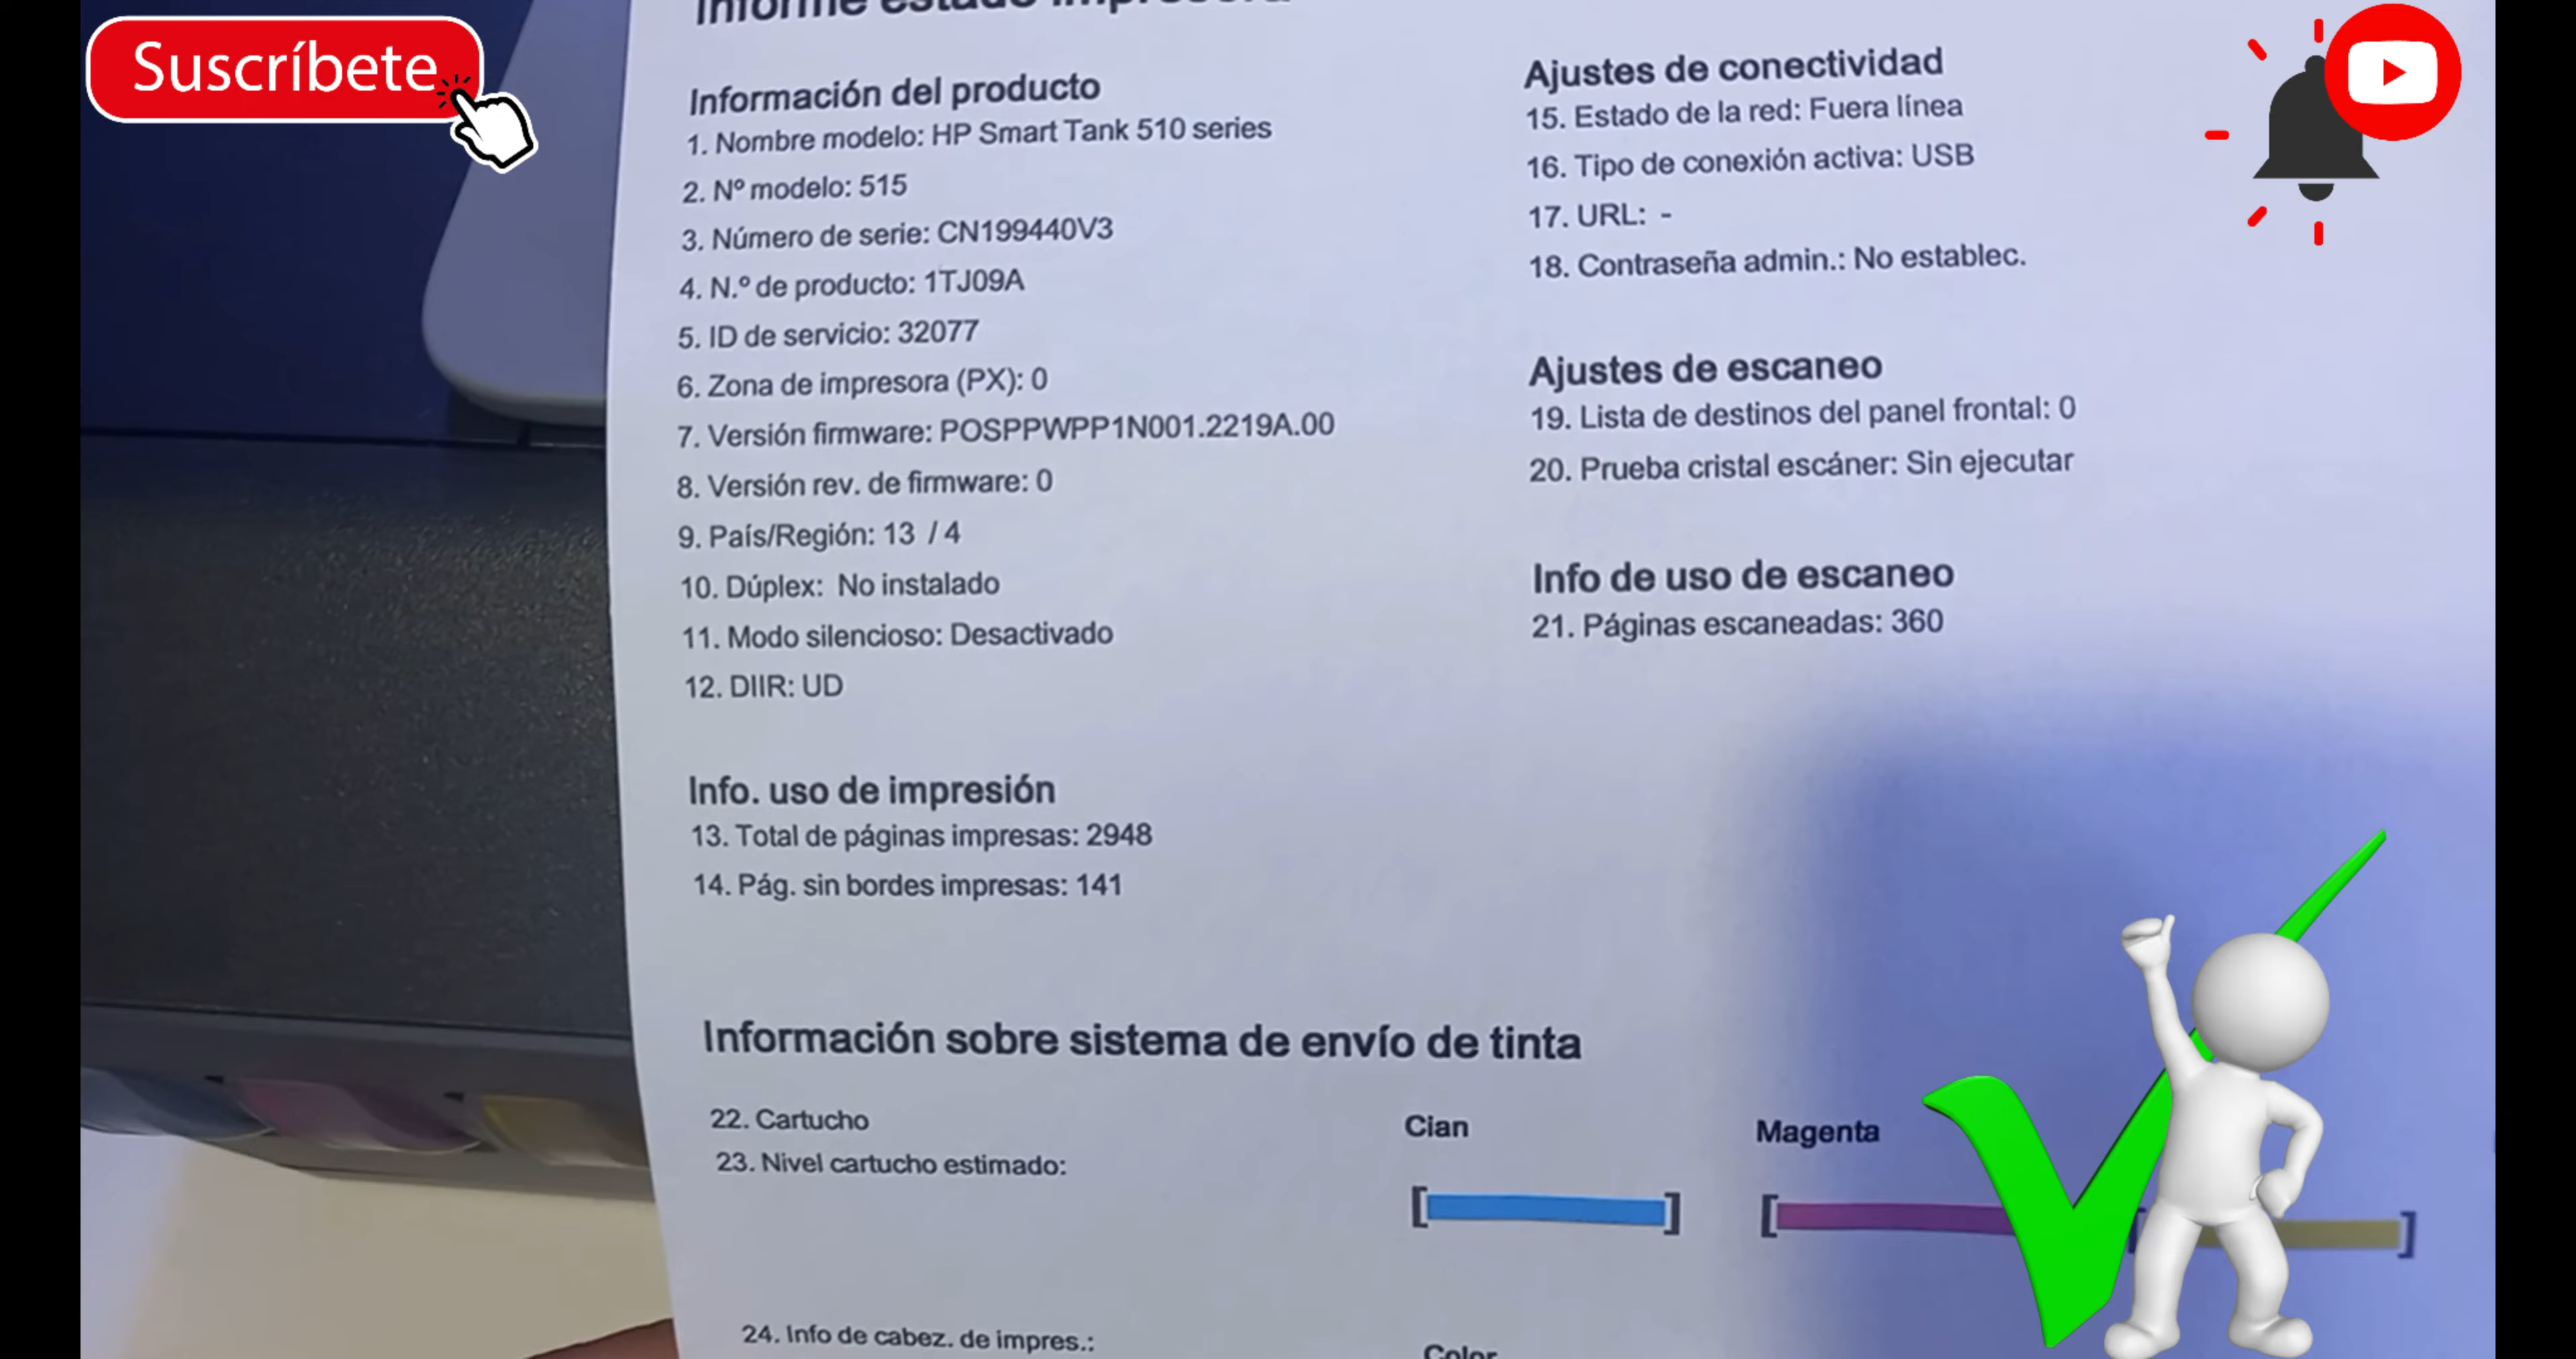 Suscríbete
Informe estado impresora
Información del producto
1. Nombre modelo: HP Smart Tank 510 series
2. Nº modelo: 515
3. Número de serie: CN199440V3
4. N.º de producto: 1TJ09A
5. ID de servicio: 32077
6. Zona de impresora (PX): 0
7. Versión firmware: POSPPWPP1N001.2219A.00
8. Versión rev. de firmware: 0
9. País/Región: 13 / 4
10. Dúplex: No instalado
11. Modo silencioso: Desactivado
12. DIIR: UD
Info. uso de impresión
13. Total de páginas impresas: 2948
14. Pág. sin bordes impresas: 141
Ajustes de conectividad
15. Estado de la red: Fuera línea
16. Tipo de conexión activa: USB
17. URL: -
18. Contraseña admin.: No establec.
Ajustes de escaneo
19. Lista de destinos del panel frontal: 0
20. Prueba cristal escáner: Sin ejecutar
Info de uso de escaneo
21. Páginas escaneadas: 360
Información sobre sistema de envío de tinta
22. Cartucho
Cian
Magenta
23. Nivel cartucho estimado:
24. Info de cabez. de impres.:
Color